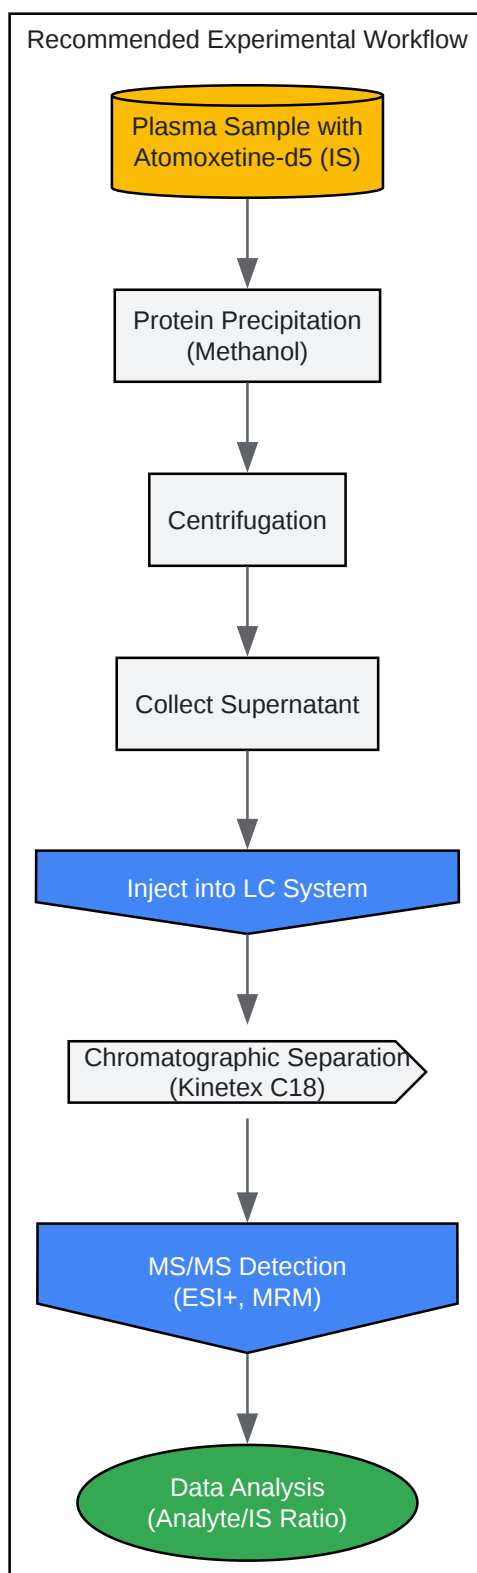 Recommended Experimental Workflow
Plasma Sample with
Atomoxetine-d5 (IS)
Protein Precipitation
(Methanol)
Centrifugation
Collect Supernatant
Inject into LC System
Chromatographic Separation
(Kinetex C18)
MS/MS Detection
(ESI+, MRM)
Data Analysis
(Analyte/IS Ratio)